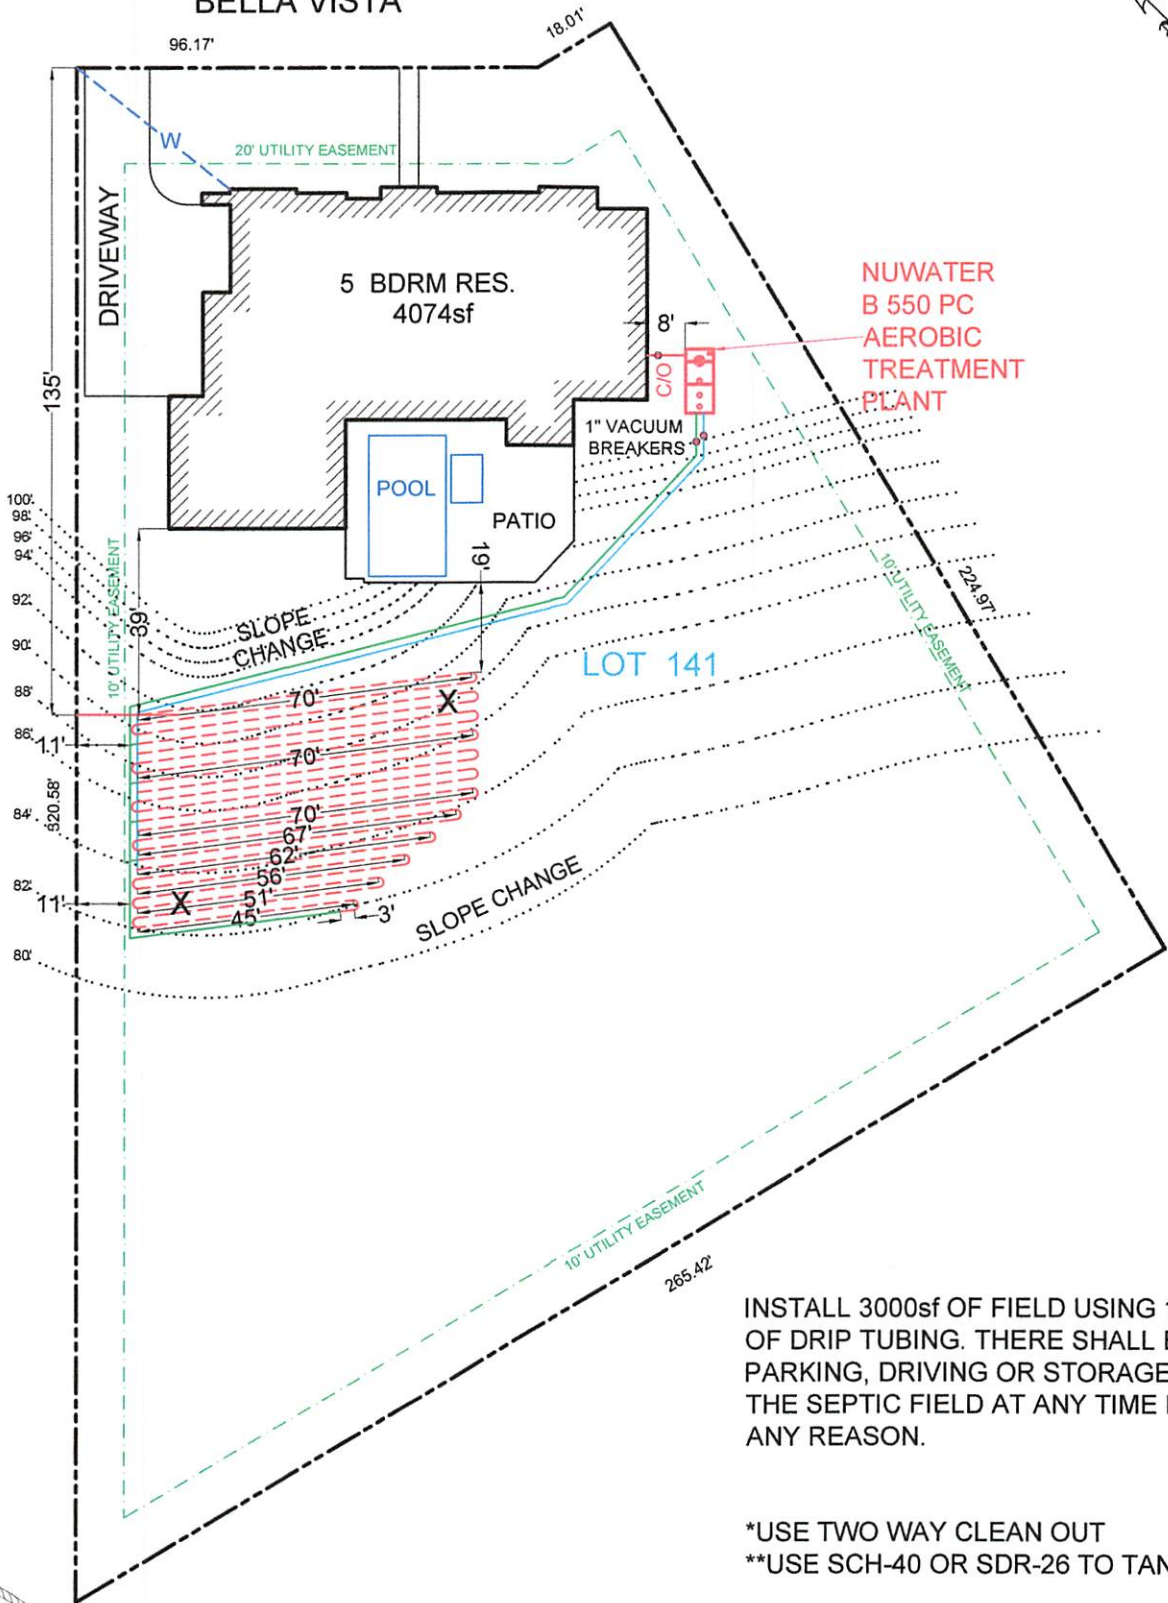 BELLA VISTA
96.17'
18.01'
W
20' UTILITY EASEMENT
DRIVEWAY
5 BDRM RES.
4074sf
135'
8'
C/O
NUWATER
B 550 PC
AEROBIC
TREATMENT
PLANT
1" VACUUM
BREAKERS
POOL
PATIO
100'
98'
96'
94'
92'
90'
88'
86'
84'
82'
80'
10' UTILITY EASEMENT
39'
19'
SLOPE
CHANGE
LOT 141
10' UTILITY EASEMENT
224.97'
70'
X
11'
70'
320.58'
70'
67'
62'
56'
51'
45'
X
11'
3'
SLOPE CHANGE
10' UTILITY EASEMENT
265.42'
INSTALL 3000sf OF FIELD USING
OF DRIP TUBING. THERE SHALL
PARKING, DRIVING OR STORAGE
THE SEPTIC FIELD AT ANY TIME
ANY REASON.
*USE TWO WAY CLEAN OUT
**USE SCH-40 OR SDR-26 TO TAN